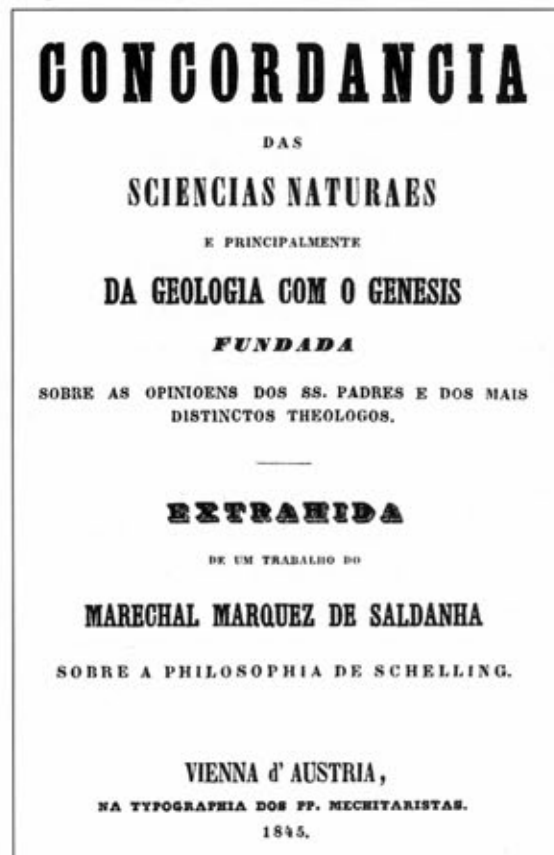 CONCORDANCIA
DAS
SCIENCIAS NATURAES
E PRINCIPALMENTE
DA GEOLOGIA COM O GENESIS
FUNDADA
SOBRE AS OPINIOENS DOS SS. PADRES E DOS MAIS
DISTINCTOS THEOLOGOS.
EXTRAHIDA
DE UM TRABALHO DO
MARECHAL MARQUEZ DE SALDANHA
SOBRE A PHILOSOPHIA DE SCHELLING.
VIENNA d' AUSTRIA,
NA TYPOGRAPHIA DOS PP. MECHITARISTAS.
1845.